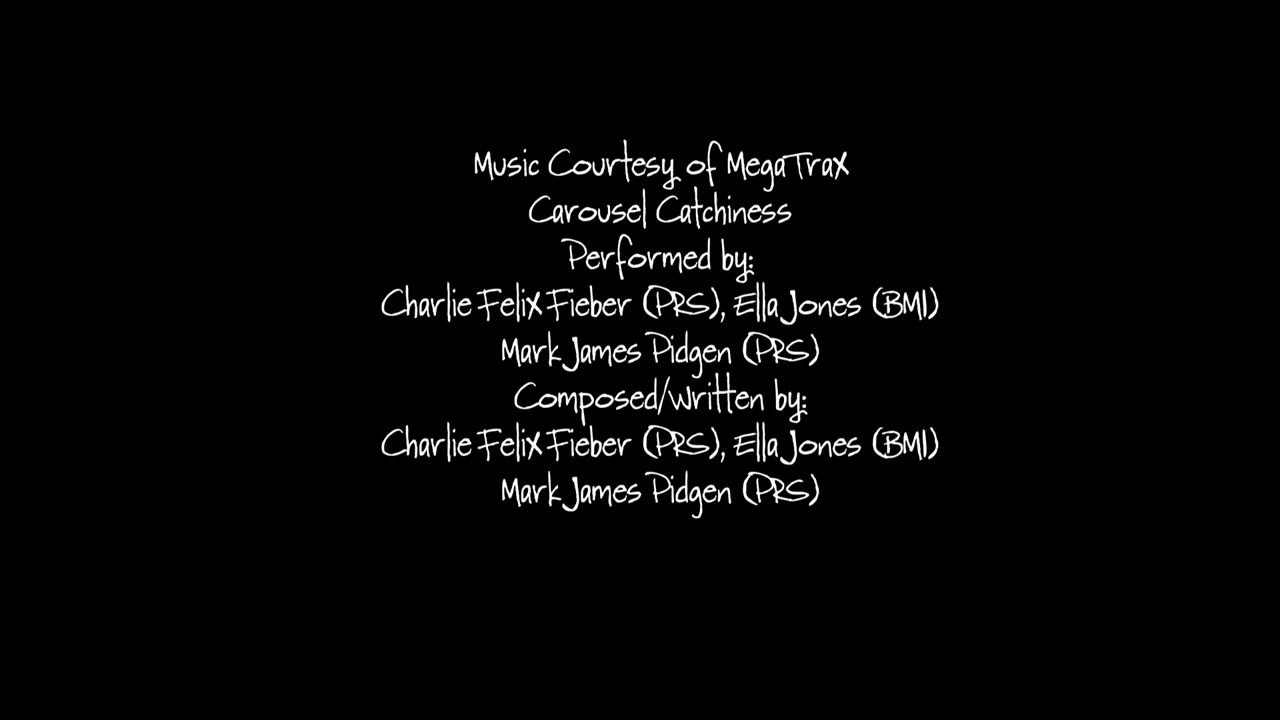 Music Courtesy of MegaTrax
Carousel Catchiness
Performed by:
Charlie Felix Fieber (PRS), Ella Jones (BMI)
Mark James Pidgen (PRS)
Composed/written by:
Charlie Felix Fieber (PRS), Ella Jones (BMI)
Mark James Pidgen (PRS)